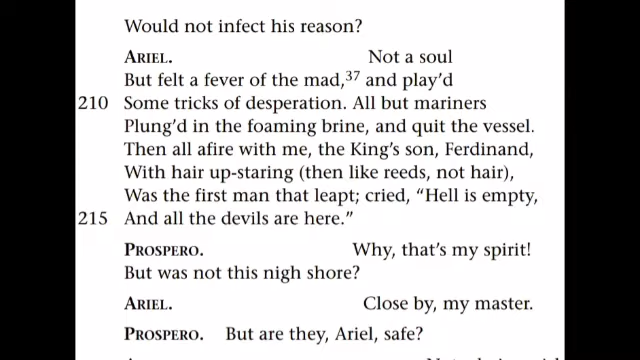 Would not infect his reason?
ARIEL. Not a soul
But felt a fever of the mad,37 and play'd
210 Some tricks of desperation. All but mariners
Plung'd in the foaming brine, and quit the vessel.
Then all afire with me, the King's son, Ferdinand,
With hair up-staring (then like reeds, not hair),
Was the first man that leapt; cried, "Hell is empty,
215 And all the devils are here."
PROSPERO. Why, that's my spirit!
But was not this nigh shore?
ARIEL. Close by, my master.
PROSPERO. But are they, Ariel, safe?